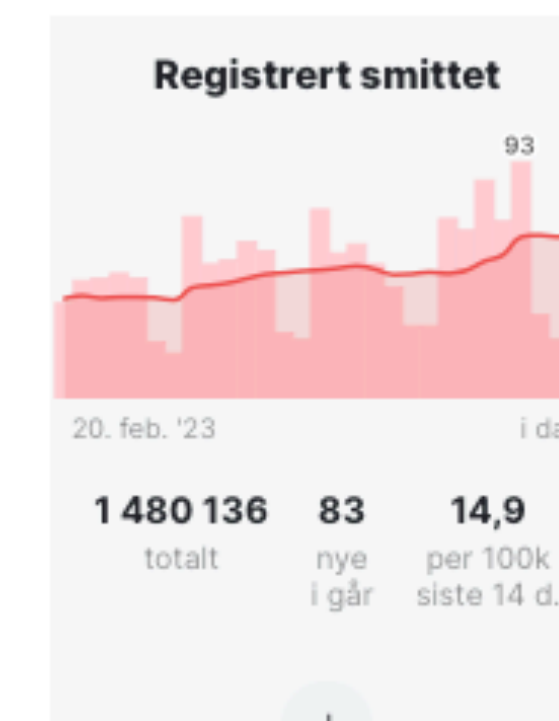 Registrert smittet
93
20. feb. '23
i da
1 480 136
83
14,9
totalt
nye
i går
per 100k
siste 14 d.